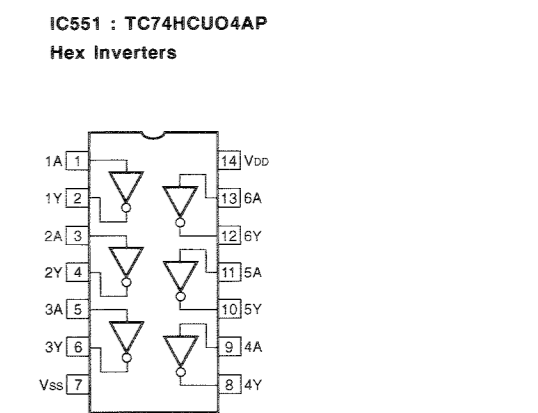 IC551 : TC74HCUO4AP
Hex Inverters
1A 1 14 VDD
1Y 2 13 6A
2A 3 12 6Y
2Y 4 11 5A
3A 5 10 5Y
3Y 6 9 4A
Vss 7 8 4Y